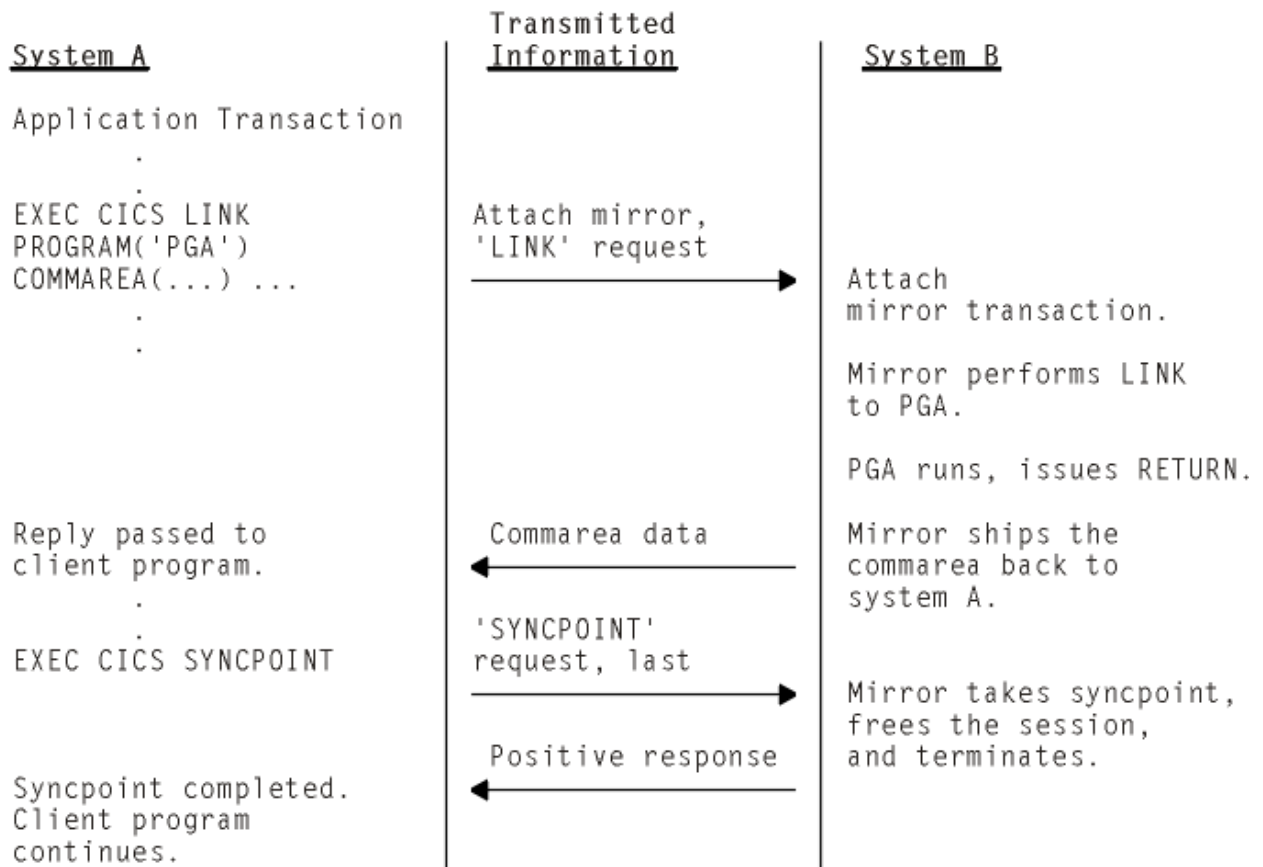 Transmitted
System A Information System B
Application Transaction
.
.
EXEC CICS LINK Attach mirror,
PROGRAM('PGA') 'LINK' request
COMMAREA(...) ... Attach
. mirror transaction.
.
Mirror performs LINK
to PGA.
PGA runs, issues RETURN.
Reply passed to Commarea data Mirror ships the
client program. commarea back to
. system A.
. 'SYNCPOINT'
EXEC CICS SYNCPOINT request, last
Mirror takes syncpoint,
frees the session,
Positive response and terminates.
Syncpoint completed.
Client program
continues.